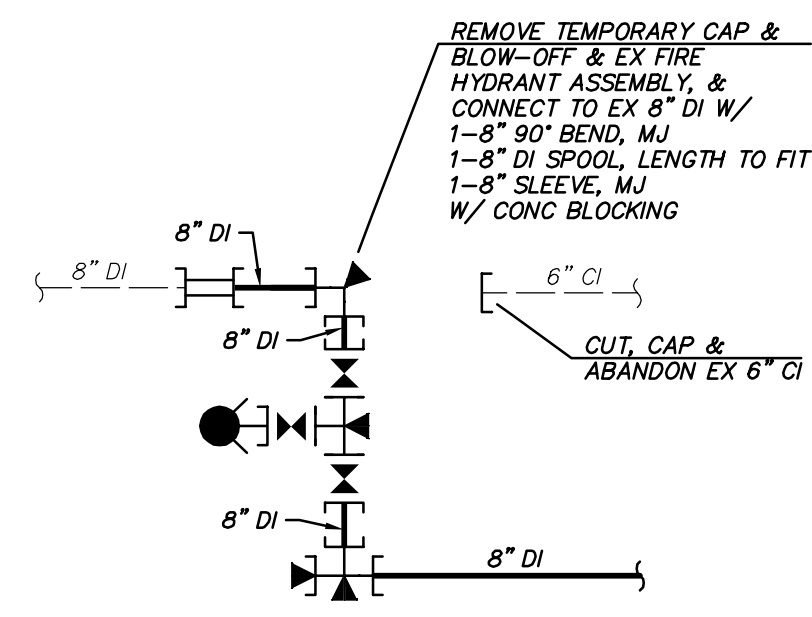 REMOVE TEMPORARY CAP &
BLOW-OFF & EX FIRE
HYDRANT ASSEMBLY, &
CONNECT TO EX 8" DI W/
1-8" 90° BEND, MJ
1-8" DI SPOOL, LENGTH TO FIT
1-8" SLEEVE, MJ
W/ CONC BLOCKING
8" DI
8" DI
6" CI
8" DI
CUT, CAP &
ABANDON EX 6" CI
8" DI
8" DI